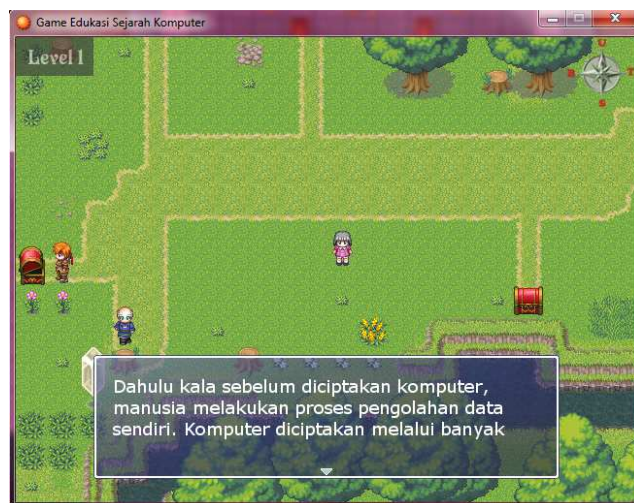 Game Edukasi Sejarah Komputer
Level 1
U
B T
S
Dahulu kala sebelum diciptakan komputer,
manusia melakukan proses pengolahan data
sendiri. Komputer diciptakan melalui banyak